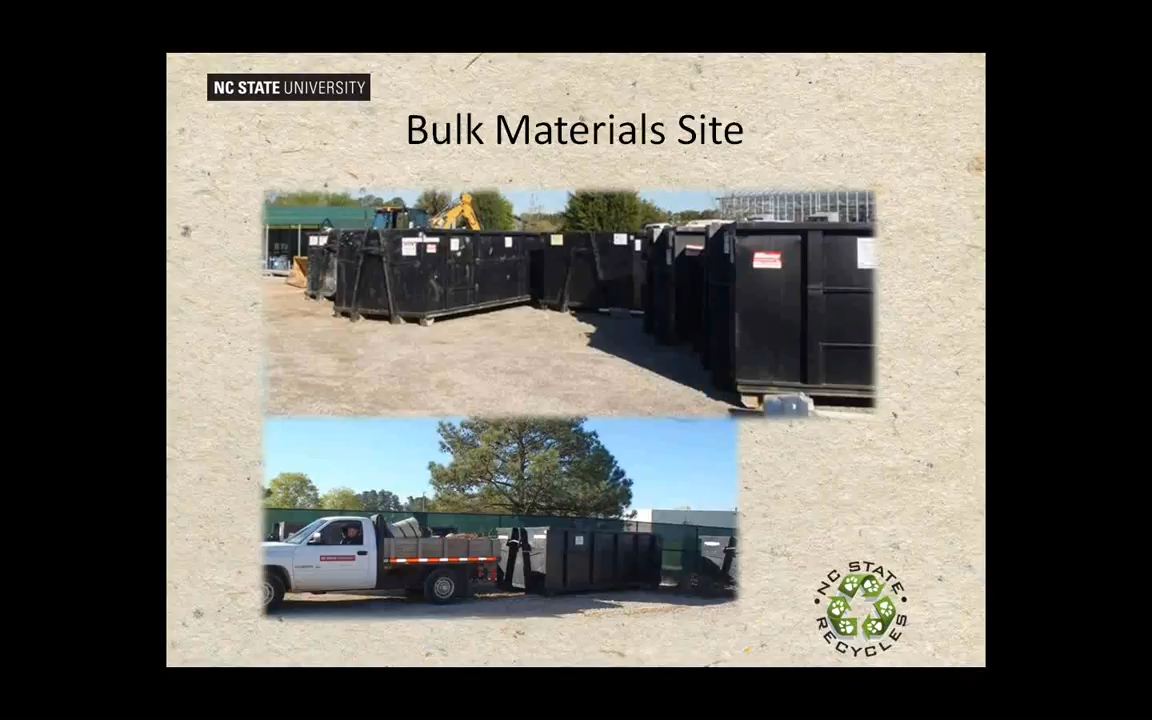 NC STATE UNIVERSITY
Bulk Materials Site
NC STATE
RECYCLES